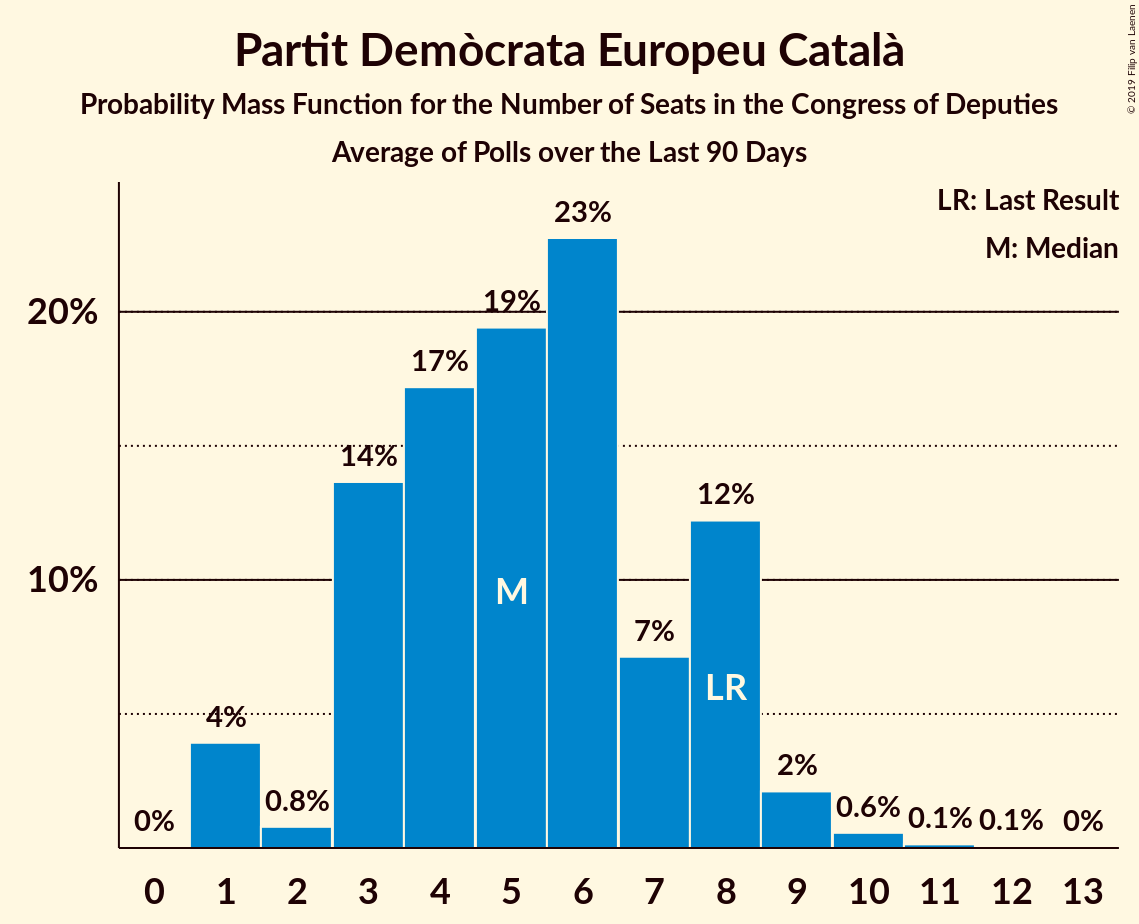 Partit Demòcrata Europeu Català
Probability Mass Function for the Number of Seats in the Congress of Deputies
Average of Polls over the Last 90 Days
© 2019 Filip van Laenen
LR: Last Result
M: Median
20%
10%
0%
4%
0.8%
14%
17%
19%
23%
7%
12%
2%
0.6%
0.1%
0.1%
0%
M
LR
0 1 2 3 4 5 6 7 8 9 10 11 12 13